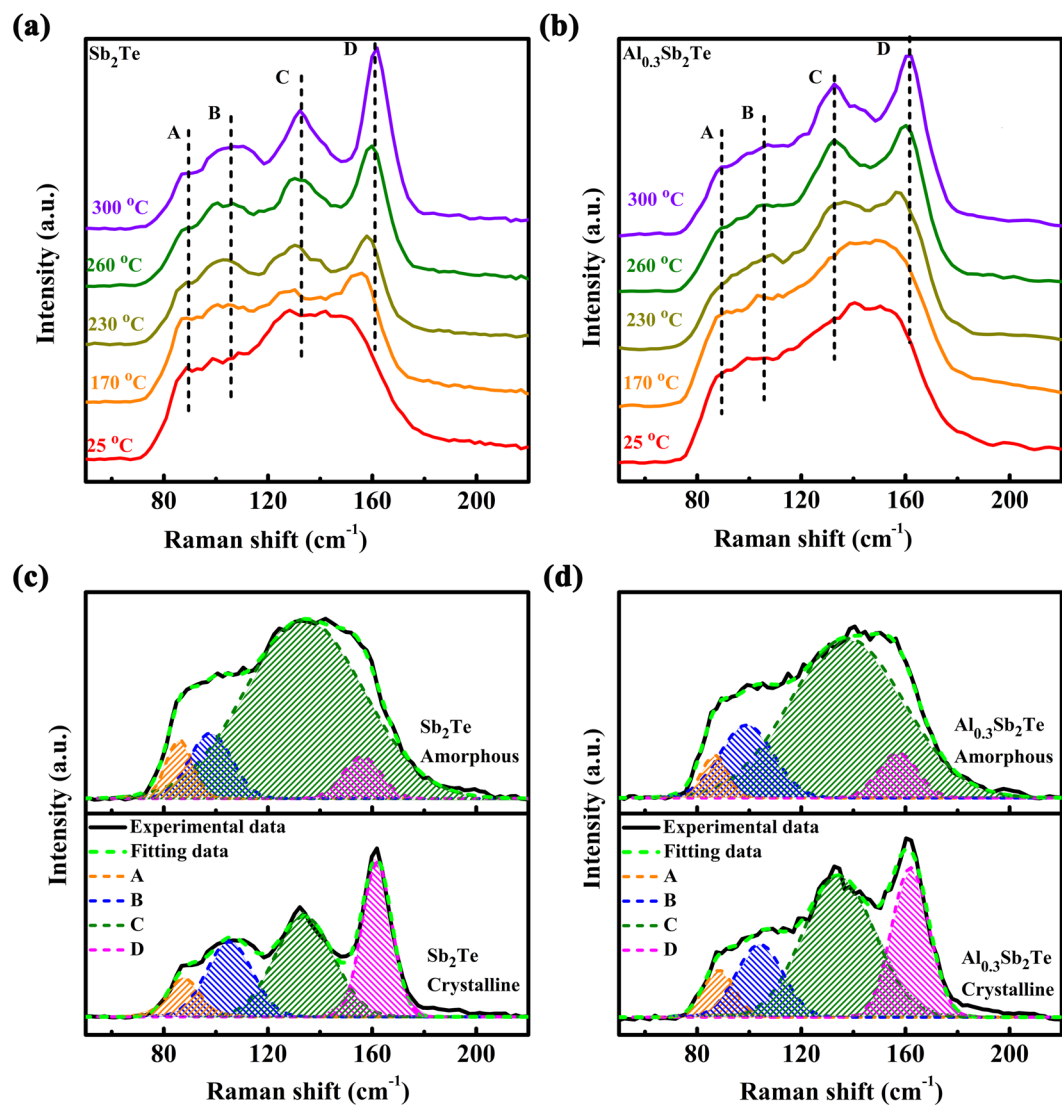 (a)
Sb₂Te
A
B
C
D
300 °C
260 °C
230 °C
170 °C
25 °C
Intensity (a.u.)
80
120
160
200
Raman shift (cm⁻¹)
(b)
Al₀.₃Sb₂Te
A
B
C
D
300 °C
260 °C
230 °C
170 °C
25 °C
Intensity (a.u.)
80
120
160
200
Raman shift (cm⁻¹)
(c)
Sb₂Te
Amorphous
Experimental data
Fitting data
A
B
C
D
Sb₂Te
Crystalline
Intensity (a.u.)
80
120
160
200
Raman shift (cm⁻¹)
(d)
Al₀.₃Sb₂Te
Amorphous
Experimental data
Fitting data
A
B
C
D
Al₀.₃Sb₂Te
Crystalline
Intensity (a.u.)
80
120
160
200
Raman shift (cm⁻¹)